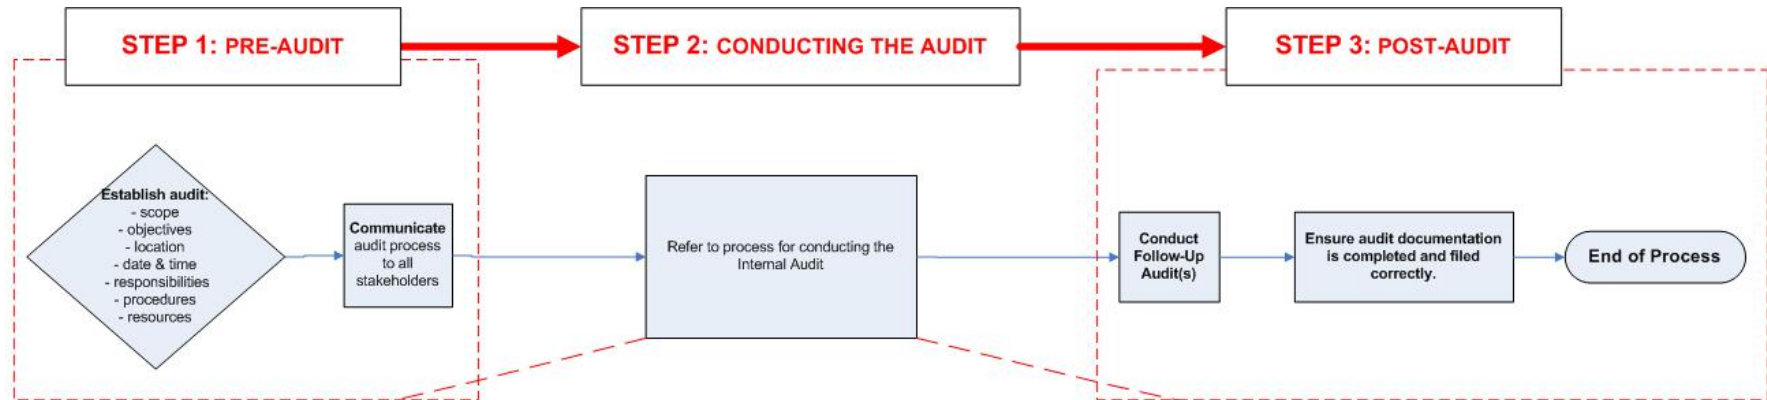 STEP 1: PRE-AUDIT
STEP 2: CONDUCTING THE AUDIT
STEP 3: POST-AUDIT
Establish audit:
- scope
- objectives
- location
- date & time
- responsibilities
- procedures
- resources
Communicate
audit process
to all
stakeholders
Refer to process for conducting the
Internal Audit
Conduct
Follow-Up
Audit(s)
Ensure audit documentation
is completed and filed
correctly.
End of Process